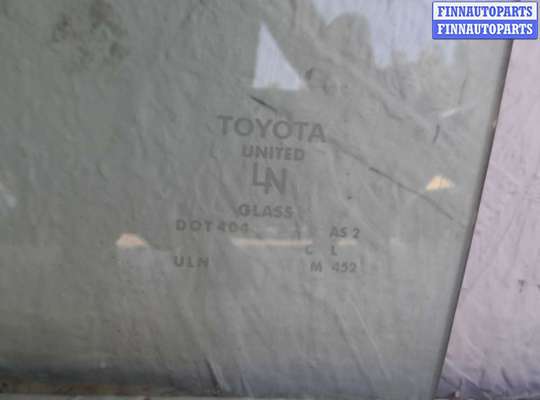 FINNAUTOPARTS
FINNAUTOPARTS
TOYOTA
UNITED
LN
GLASS
DOT 404 AS 2
C L
ULN M 452